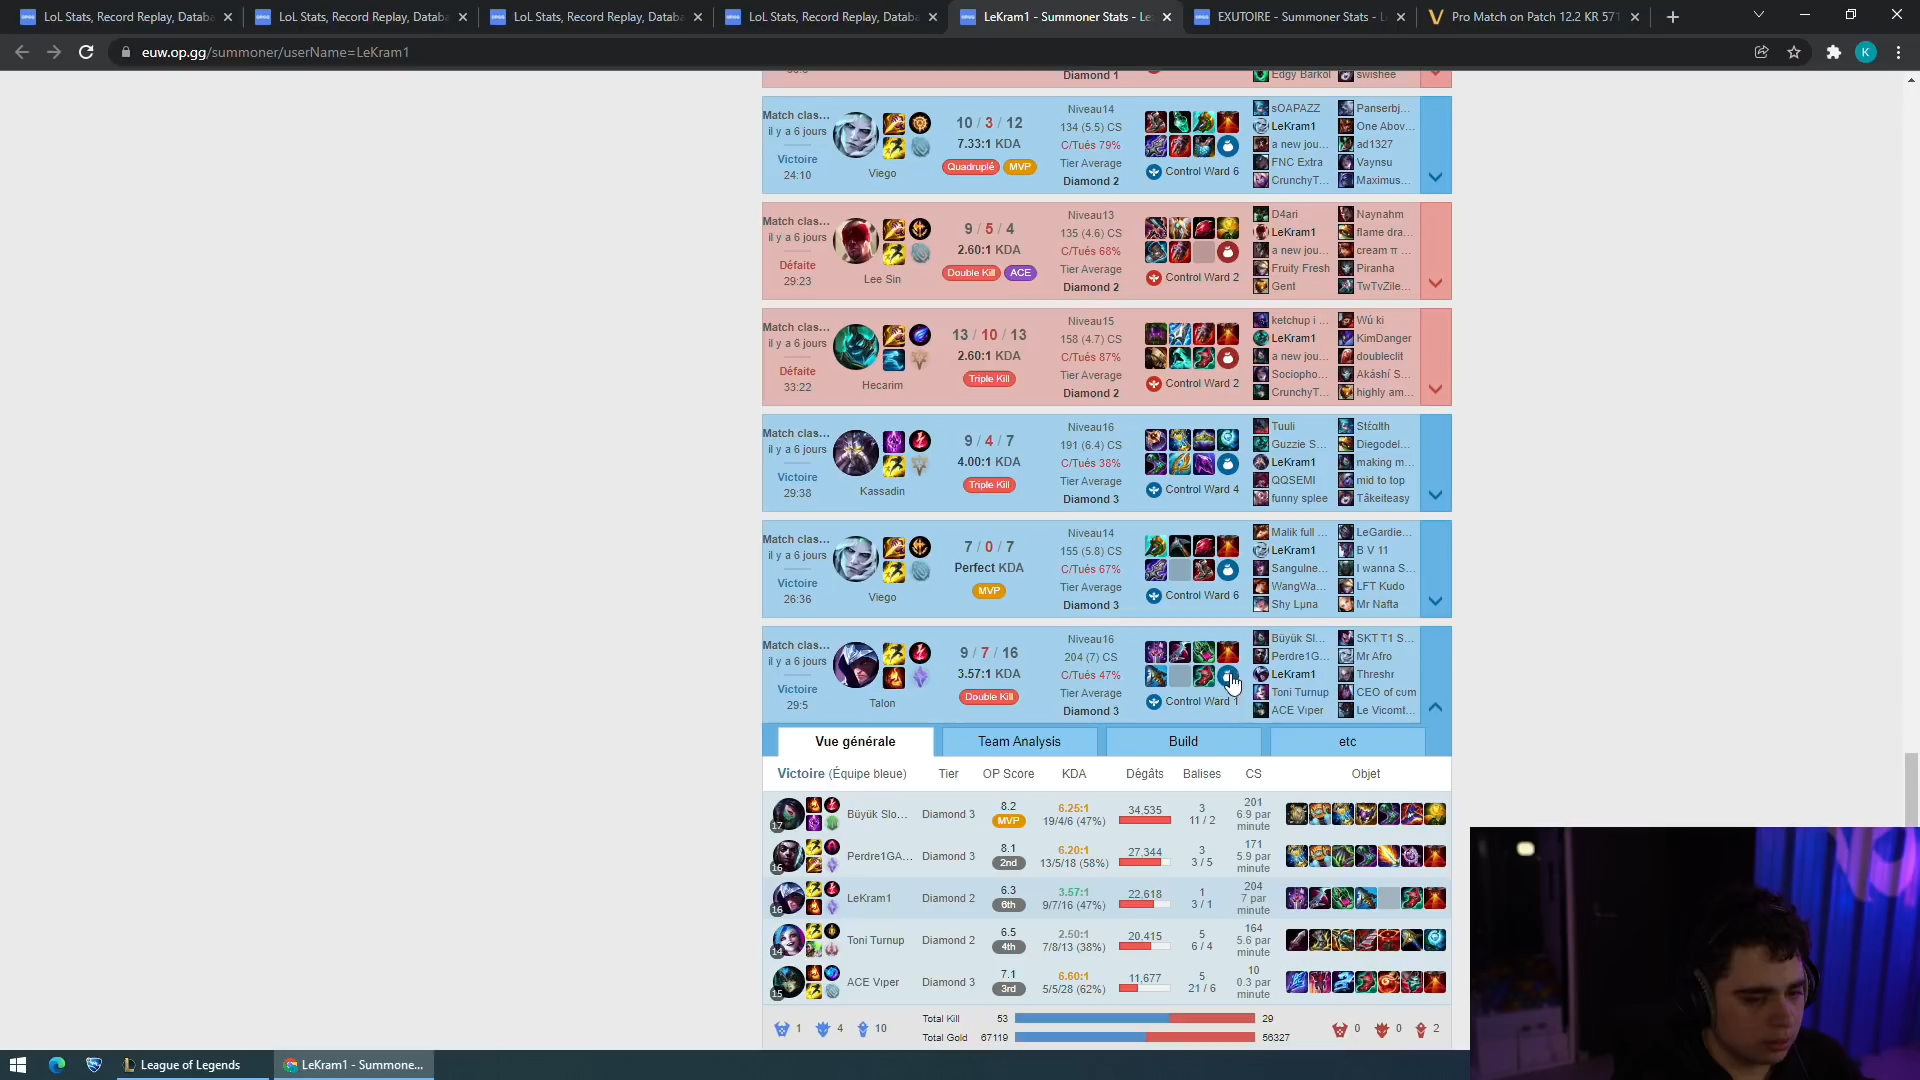 LoL Stats, Record Replay, Databa
LoL Stats, Record Replay, Databa
LoL Stats, Record Replay, Databa
LoL Stats, Record Replay, Databa
LeKram1 - Summoner Stats - Le
EXUTOIRE - Summoner Stats - L
Pro Match on Patch 12.2 KR 571
euw.op.gg/summoner/userName=LeKram1
K
Diamond 1
Edgy Barkol
swishee
Match clas...
il y a 6 jours
Victoire
24:10
Viego
10 / 3 / 12
7.33:1 KDA
Quadruplé MVP
Niveau14
134 (5.5) CS
C/Tués 79%
Tier Average
Diamond 2
Control Ward 6
sOAPAZZ Panserbj...
LeKram1 One Abov...
a new jou... ad1327
FNC Extra Vaynsu
CrunchyT... Maximus...
Match clas...
il y a 6 jours
Défaite
29:23
Lee Sin
9 / 5 / 4
2.60:1 KDA
Double Kill ACE
Niveau13
135 (4.6) CS
C/Tués 68%
Tier Average
Diamond 2
Control Ward 2
D4ari Naynahm
LeKram1 flame dra...
a new jou... cream π ...
Fruity Fresh Piranha
Gent TwTvZile...
Match clas...
il y a 6 jours
Défaite
33:22
Hecarim
13 / 10 / 13
2.60:1 KDA
Triple Kill
Niveau15
158 (4.7) CS
C/Tués 87%
Tier Average
Diamond 2
Control Ward 2
ketchup i ... Wú ki
LeKram1 KimDanger
a new jou... doubleclit
Sociopho... Akáshí S...
CrunchyT... highly am...
Match clas...
il y a 6 jours
Victoire
29:38
Kassadin
9 / 4 / 7
4.00:1 KDA
Triple Kill
Niveau16
191 (6.4) CS
C/Tués 38%
Tier Average
Diamond 3
Control Ward 4
Tuuli Stéαlth
Guzzie S... Diegodel...
LeKram1 making m...
QQSEMI mid to top
funny splee Tåkeiteasy
Match clas...
il y a 6 jours
Victoire
26:36
Viego
7 / 0 / 7
Perfect KDA
MVP
Niveau14
155 (5.8) CS
C/Tués 67%
Tier Average
Diamond 3
Control Ward 6
Malik full ... LeGardie...
LeKram1 B V 11
Sanguine... I wanna S...
WangWa... LFT Kudo
Shy Luna Mr Nafta
Match clas...
il y a 6 jours
Victoire
29:5
Talon
9 / 7 / 16
3.57:1 KDA
Double Kill
Niveau16
204 (7) CS
C/Tués 47%
Tier Average
Diamond 3
Control Ward 1
Büyük Sl... SKT T1 S...
Perdre1G... Mr Afro
LeKram1 Threshr
Toni Turnup CEO of cum
ACE Vıper Le Vicomt...
Vue générale Team Analysis Build etc
Victoire (Équipe bleue) Tier OP Score KDA Dégâts Balises CS Objet
17 Büyük Slo... Diamond 3 8.2 MVP 6.25:1 19/4/6 (47%) 34,535 3 11 / 2 201 6.9 par minute
16 Perdre1GA... Diamond 3 8.1 2nd 6.20:1 13/5/18 (58%) 27,344 3 3 / 5 171 5.9 par minute
16 LeKram1 Diamond 2 6.3 6th 3.57:1 9/7/16 (47%) 22,618 1 3 / 1 204 7 par minute
14 Toni Turnup Diamond 2 6.5 4th 2.50:1 7/8/13 (38%) 20,415 5 6 / 4 164 5.6 par minute
15 ACE Vıper Diamond 3 7.1 3rd 6.60:1 5/5/28 (62%) 11,677 5 21 / 6 10 0.3 par minute
1 4 10 Total Kill 53 29 0 0 2
Total Gold 67119 56327
League of Legends
LeKram1 - Summone...